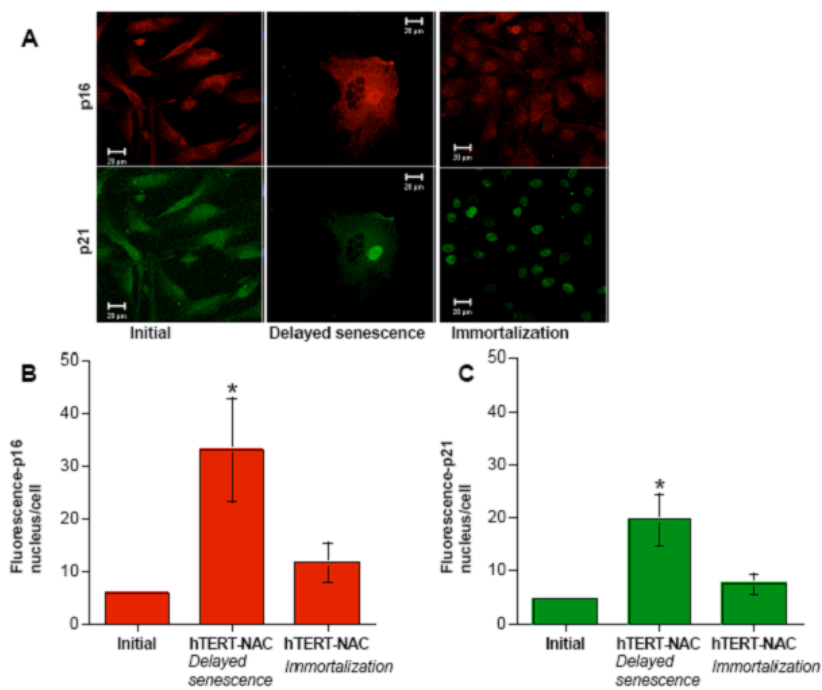 A
p16
20 µm
20 µm
20 µm
p21
20 µm
20 µm
20 µm
Initial
Delayed senescence
Immortalization
B
Fluorescence-p16
nucleus/cell
50
40
30
20
10
0
*
Initial
hTERT-NAC
Delayed
senescence
hTERT-NAC
Immortalization
C
Fluorescence-p21
nucleus/cell
50
40
30
20
10
0
*
Initial
hTERT-NAC
Delayed
senescence
hTERT-NAC
Immortalization